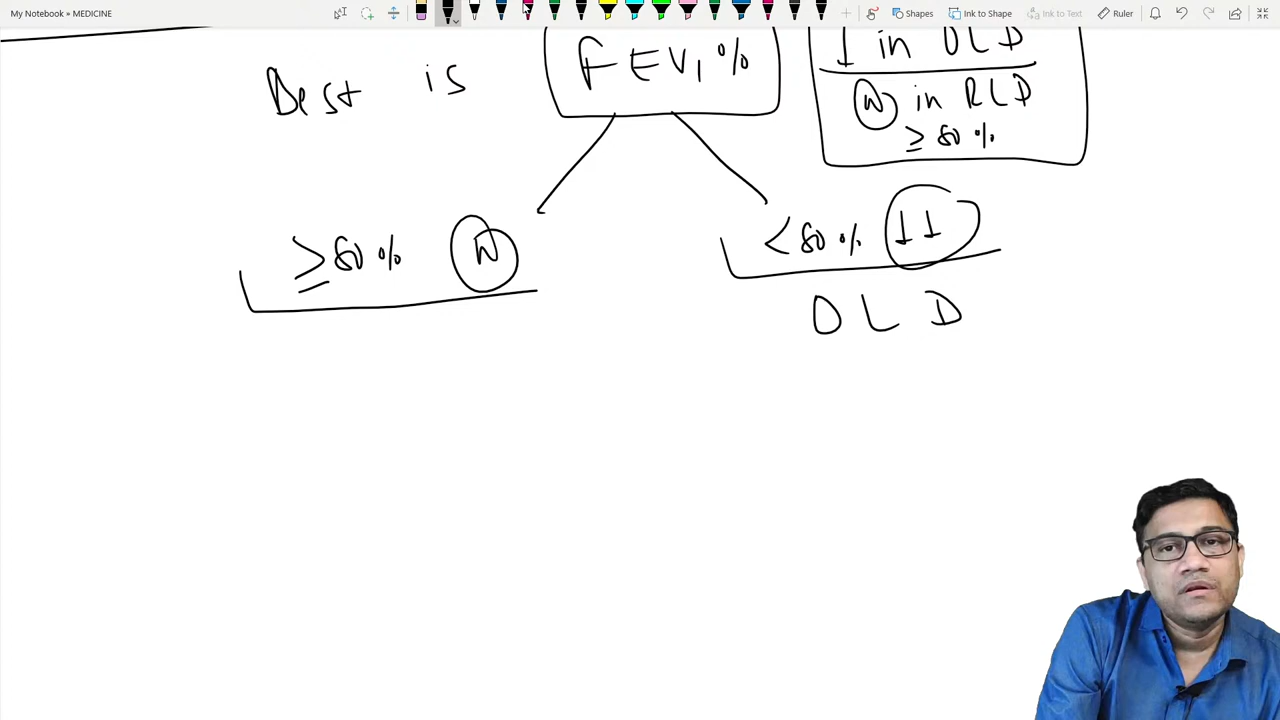 My Notebook » MEDICINE
Shapes
Ink to Shape
Ink to Text
Ruler
Best is FEV₁%
↓ in OLD
N in RLD
≥ 80%
≥ 80% N
< 80% ↓↓
OLD